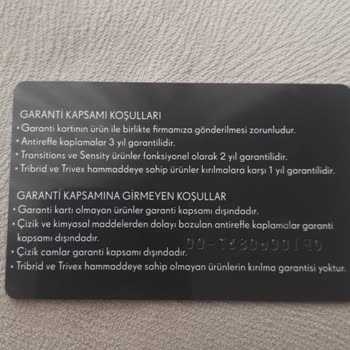 GARANTİ KAPSAMI KOŞULLARI
• Garanti kartının ürün ile birlikte firmamıza gönderilmesi zorunludur.
• Antirefle kaplamalar 3 yıl garantilidir.
• Transitions ve Sensity ürünler fonksiyonel olarak 2 yıl garantilidir.
• Tribrid ve Trivex hammaddeye sahip ürünler kırılmalara karşı 1 yıl garantilidir.
GARANTİ KAPSAMINA GİRMEYEN KOŞULLAR
• Garanti kartı olmayan ürünler garanti kapsamı dışındadır.
• Çizik ve kimyasal maddelerden dolayı bozulan antirefle kaplamalar garanti
kapsamı dışındadır.
• Çizik camlar garanti kapsamı dışındadır.
• Tribrid ve Trivex hammaddeye sahip olmayan ürünlerin kırılma garantisi yoktur.